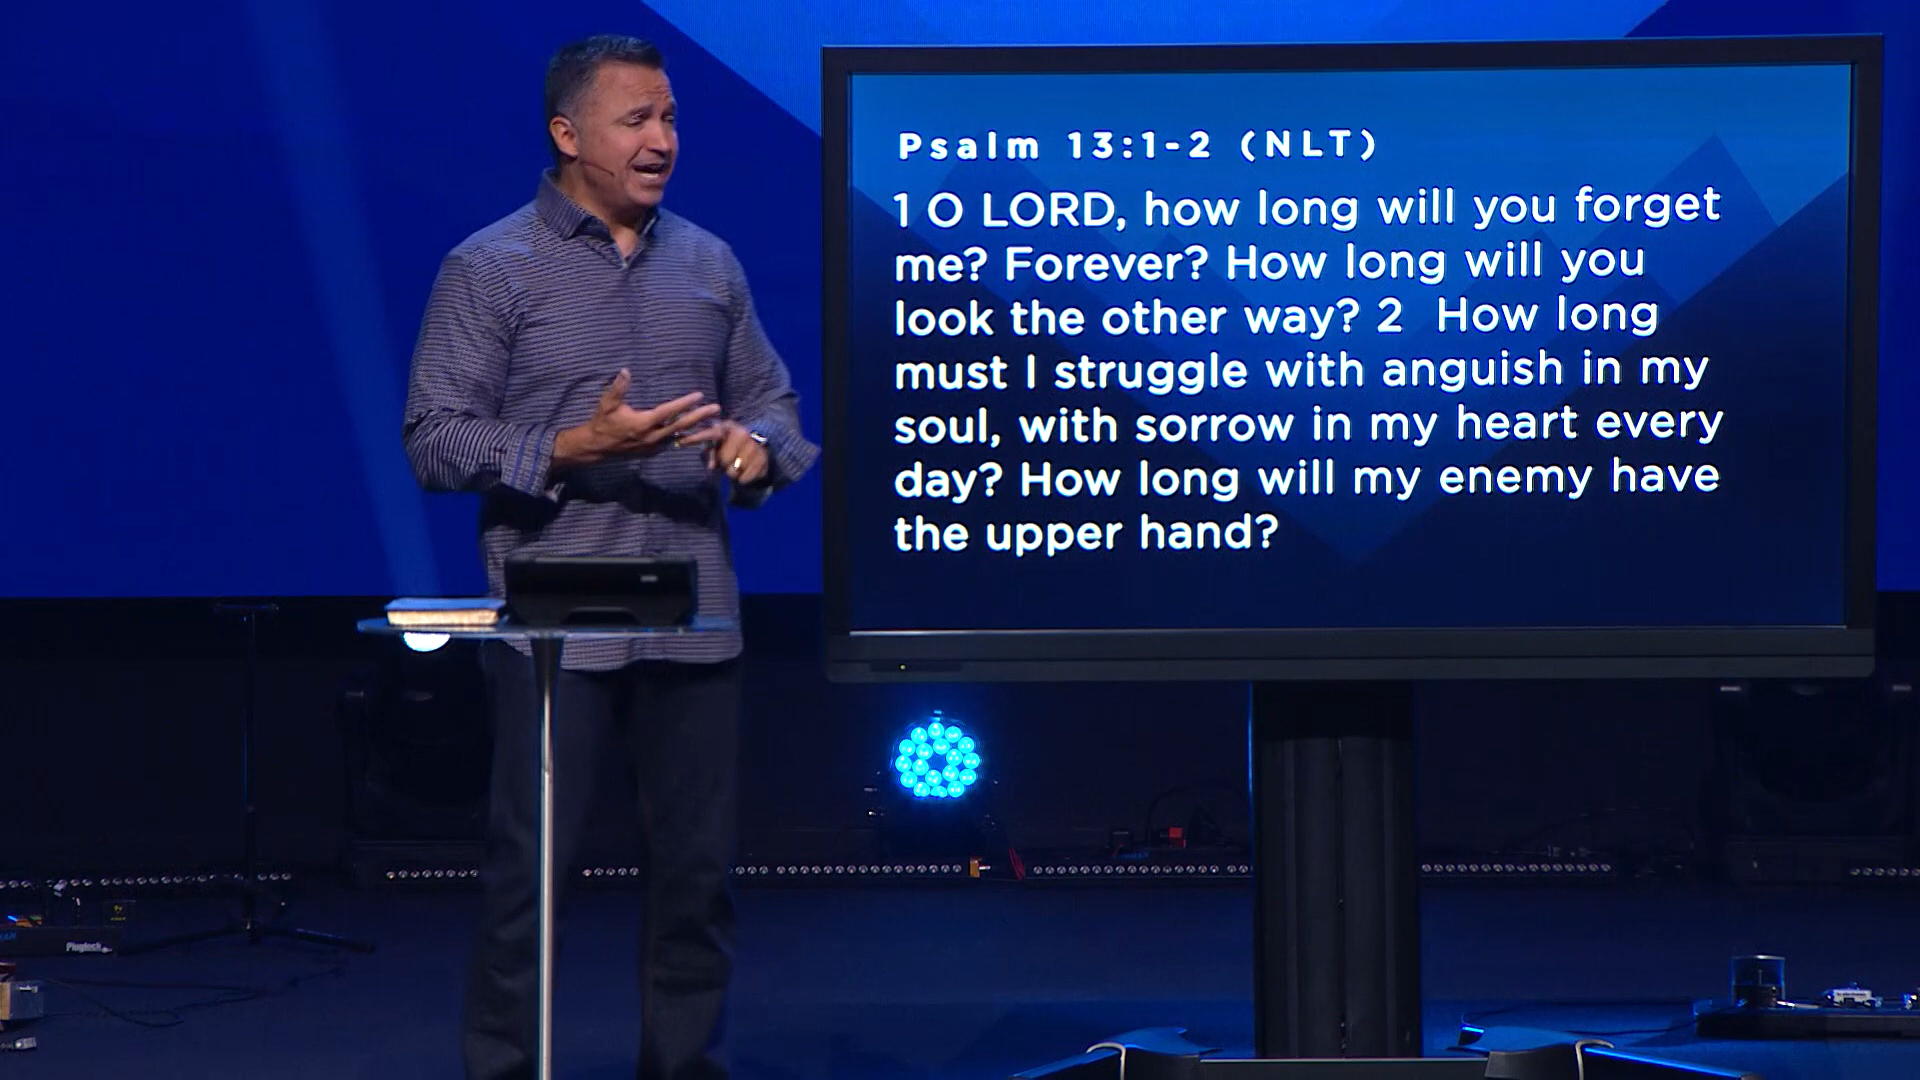 Psalm 13:1-2 (NLT)
1 O LORD, how long will you forget
me? Forever? How long will you
look the other way? 2 How long
must I struggle with anguish in my
soul, with sorrow in my heart every
day? How long will my enemy have
the upper hand?